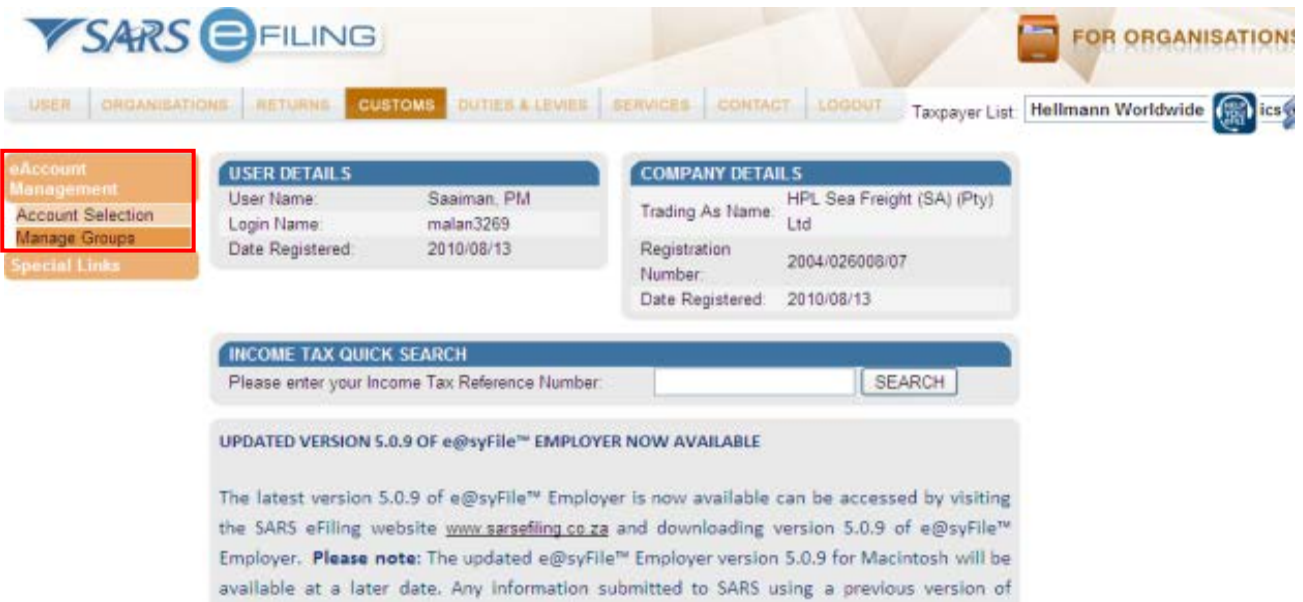 SARS eFILING
FOR ORGANISATIONS
USER ORGANISATIONS RETURNS CUSTOMS DUTIES & LEVIES SERVICES CONTACT LOGOUT Taxpayer List: Hellmann Worldwide HELP YOU eFILE ics
eAccount
Management
Account Selection
Manage Groups
Special Links
USER DETAILS
User Name: Saaiman, PM
Login Name: malan3269
Date Registered: 2010/08/13
COMPANY DETAILS
Trading As Name: HPL Sea Freight (SA) (Pty)
Ltd
Registration
Number: 2004/026008/07
Date Registered: 2010/08/13
INCOME TAX QUICK SEARCH
Please enter your Income Tax Reference Number: SEARCH
UPDATED VERSION 5.0.9 OF e@syFile™ EMPLOYER NOW AVAILABLE
The latest version 5.0.9 of e@syFile™ Employer is now available can be accessed by visiting
the SARS eFiling website www.sarsefiling.co.za and downloading version 5.0.9 of e@syFile™
Employer. Please note: The updated e@syFile™ Employer version 5.0.9 for Macintosh will be
available at a later date. Any information submitted to SARS using a previous version of